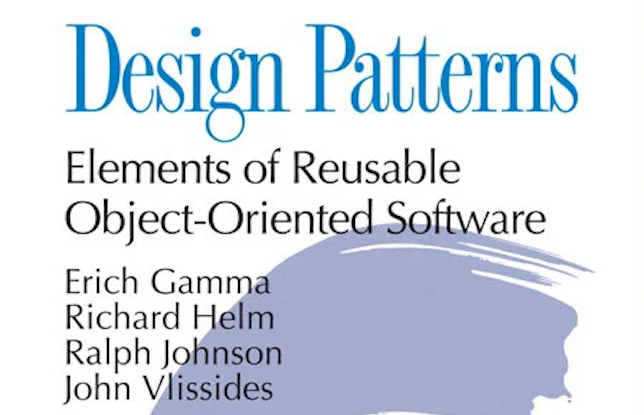 Design Patterns
Elements of Reusable
Object-Oriented Software
Erich Gamma
Richard Helm
Ralph Johnson
John Vlissides